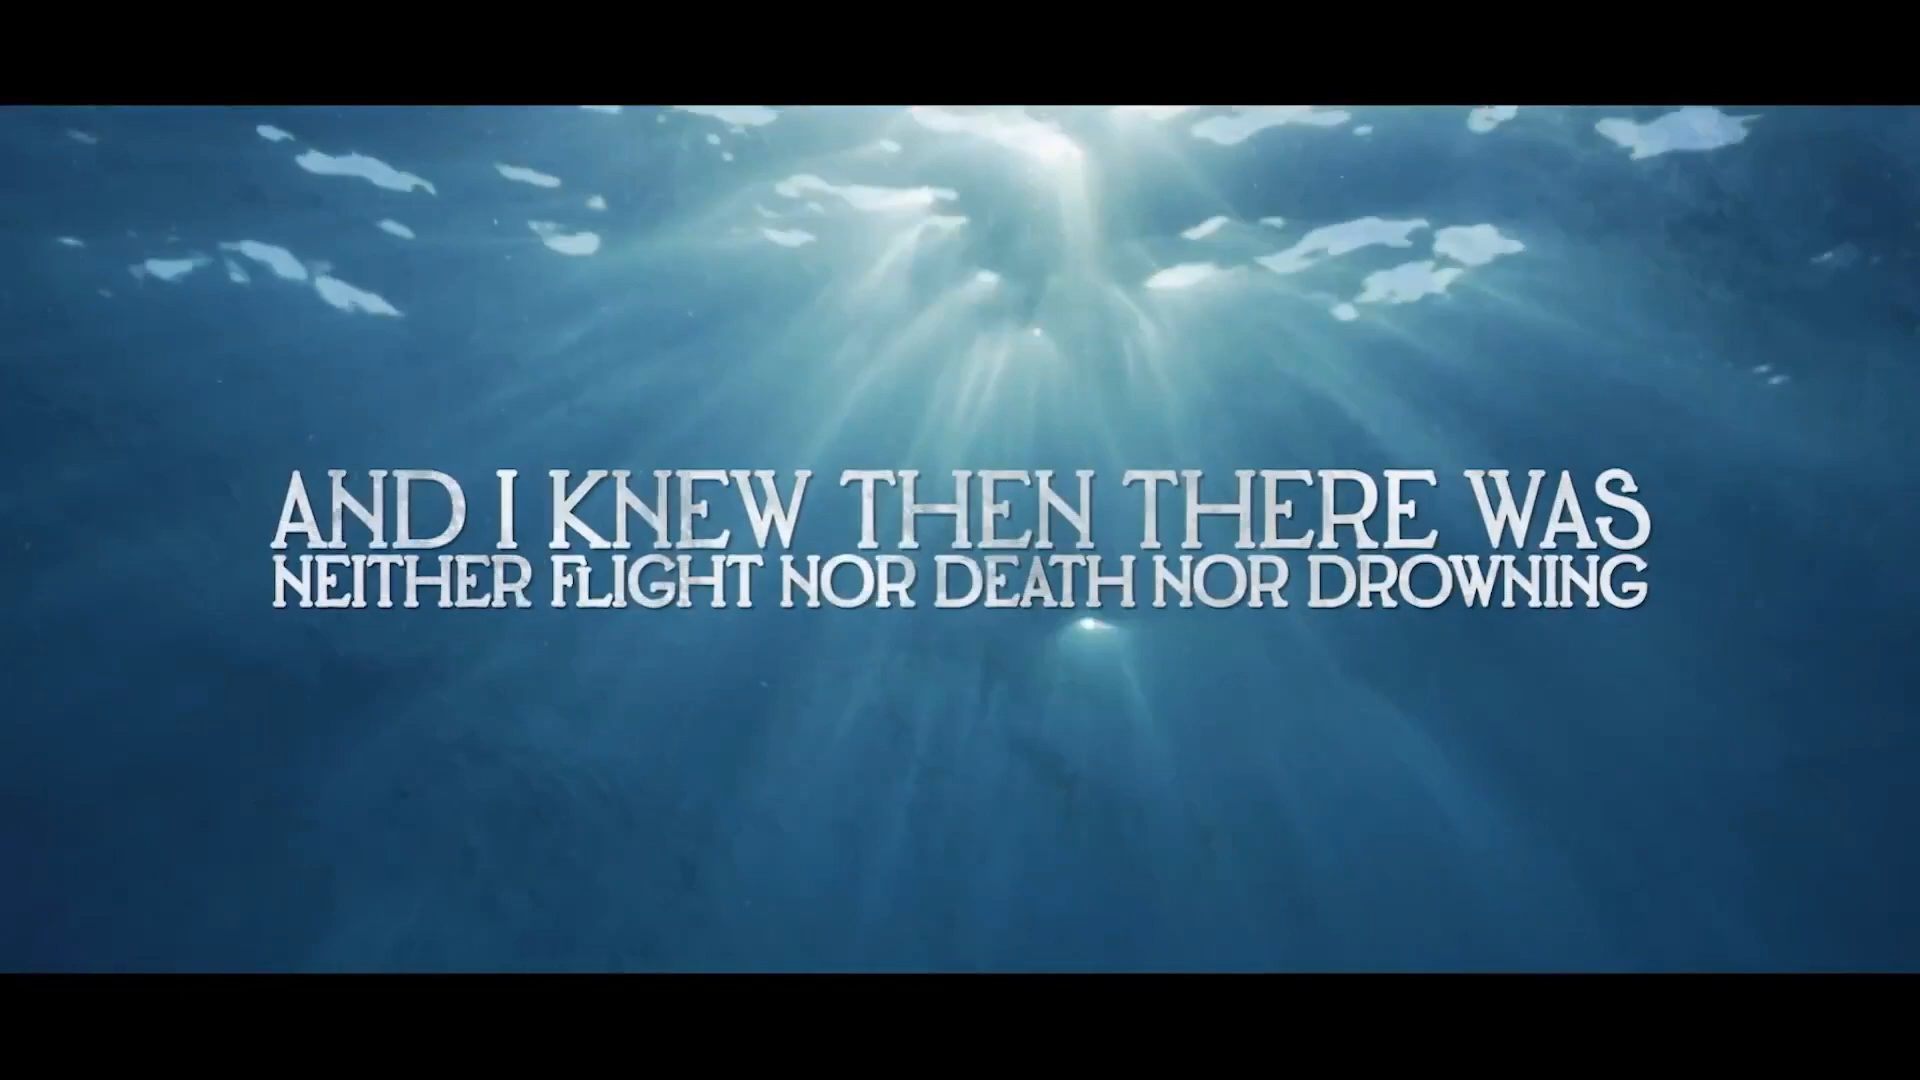 AND I KNEW THEN THERE WAS
NEITHER FLIGHT NOR DEATH NOR DROWNING